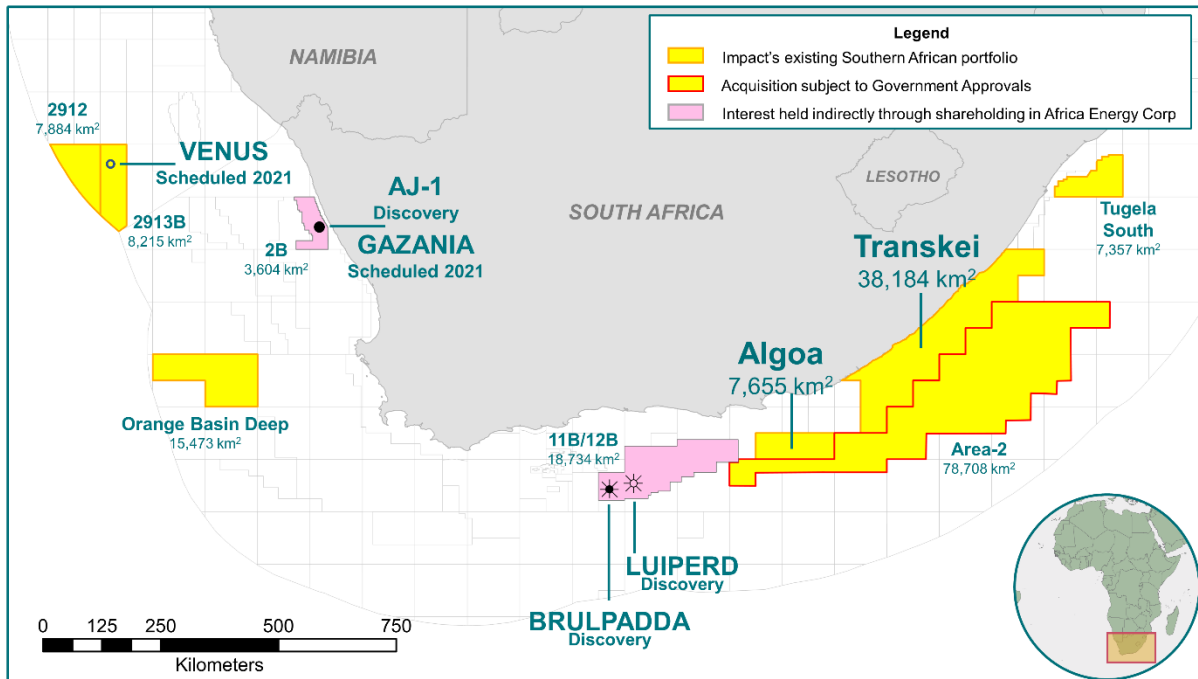 Legend
Impact's existing Southern African portfolio
Acquisition subject to Government Approvals
Interest held indirectly through shareholding in Africa Energy Corp
NAMIBIA
2912
7,884 km²
VENUS
Scheduled 2021
2913B
8,215 km²
AJ-1
Discovery
GAZANIA
Scheduled 2021
2B
3,604 km²
SOUTH AFRICA
LESOTHO
Tugela
South
7,357 km²
Transkei
38,184 km²
Algoa
7,655 km²
Orange Basin Deep
15,473 km²
11B/12B
18,734 km²
Area-2
78,708 km²
LUIPERD
Discovery
BRULPADDA
Discovery
0 125 250 500 750
Kilometers